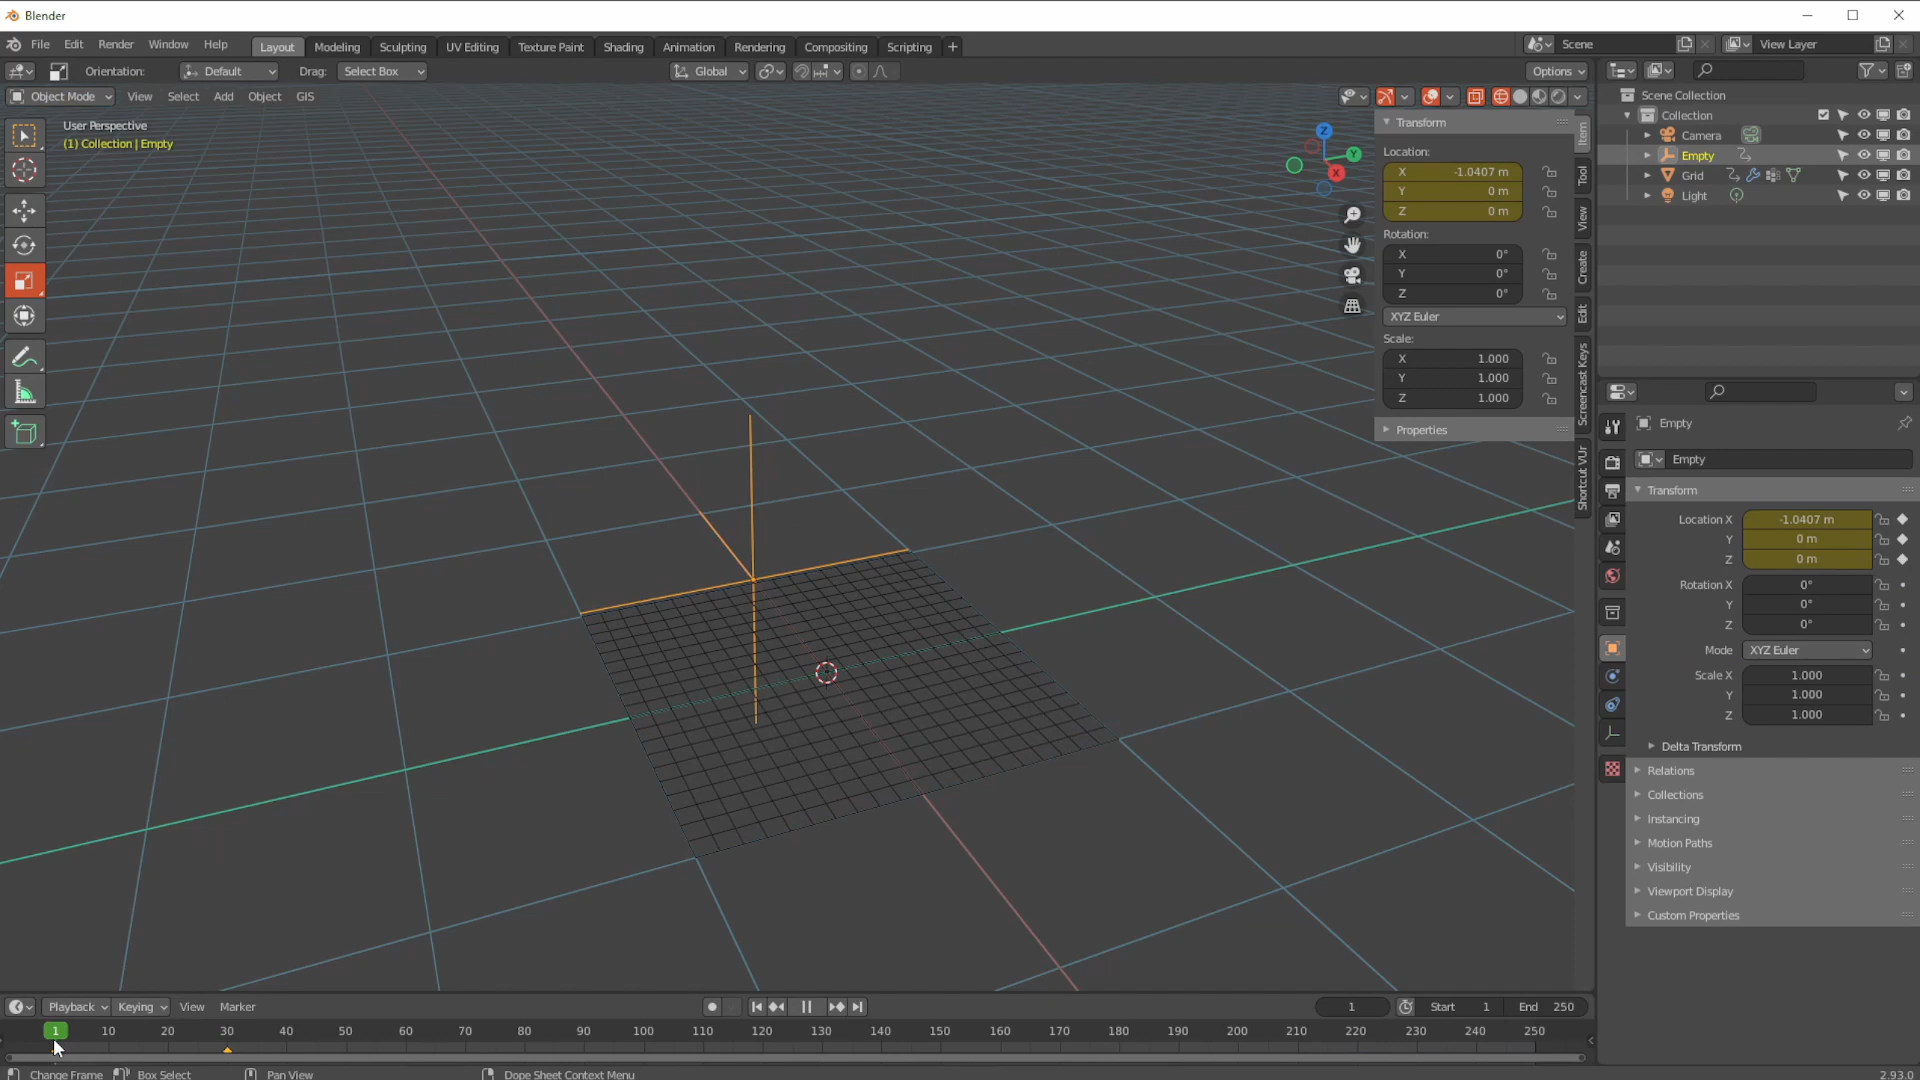 Blender
File Edit Render Window Help Layout Modeling Sculpting UV Editing Texture Paint Shading Animation Rendering Compositing Scripting + Scene View Layer
Orientation: Default Drag: Select Box Global Options
Object Mode View Select Add Object GIS
User Perspective
(1) Collection | Empty
Z
Y
X
Transform
Location:
X -1.0407 m
Y 0 m
Z 0 m
Rotation:
X 0°
Y 0°
Z 0°
XYZ Euler
Scale:
X 1.000
Y 1.000
Z 1.000
Properties
Item
Tool
View
Create
Edit
Screencast Keys
Shortcut VUr
Scene Collection
Collection
Camera
Empty
Grid
Light
Empty
Empty
Transform
Location X -1.0407 m
Y 0 m
Z 0 m
Rotation X 0°
Y 0°
Z 0°
Mode XYZ Euler
Scale X 1.000
Y 1.000
Z 1.000
Delta Transform
Relations
Collections
Instancing
Motion Paths
Visibility
Viewport Display
Custom Properties
Playback Keying View Marker 1 Start 1 End 250
1 10 20 30 40 50 60 70 80 90 100 110 120 130 140 150 160 170 180 190 200 210 220 230 240 250
Change Frame Box Select Pan View Dope Sheet Context Menu 2.93.0